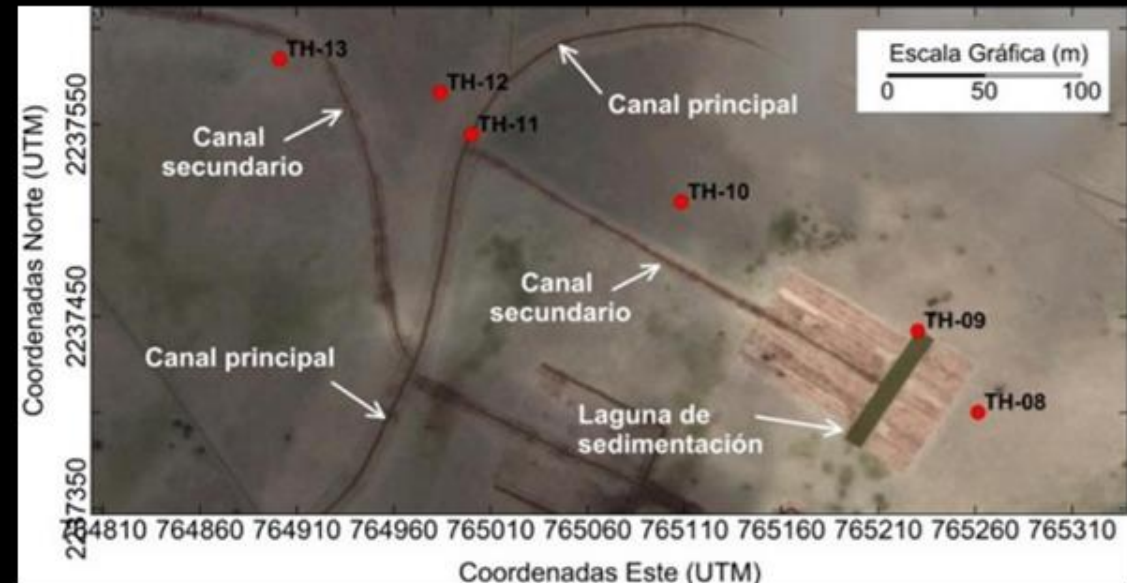 TH-13
Escala Gráfica (m)
0 50 100
TH-12
Canal principal
TH-11
Canal
secundario
TH-10
Canal
secundario
TH-09
Canal principal
TH-08
Laguna de
sedimentación
Coordenadas Norte (UTM)
2237550
2237450
2237350
764810 764860 764910 764960 765010 765060 765110 765160 765210 765260 765310
Coordenadas Este (UTM)